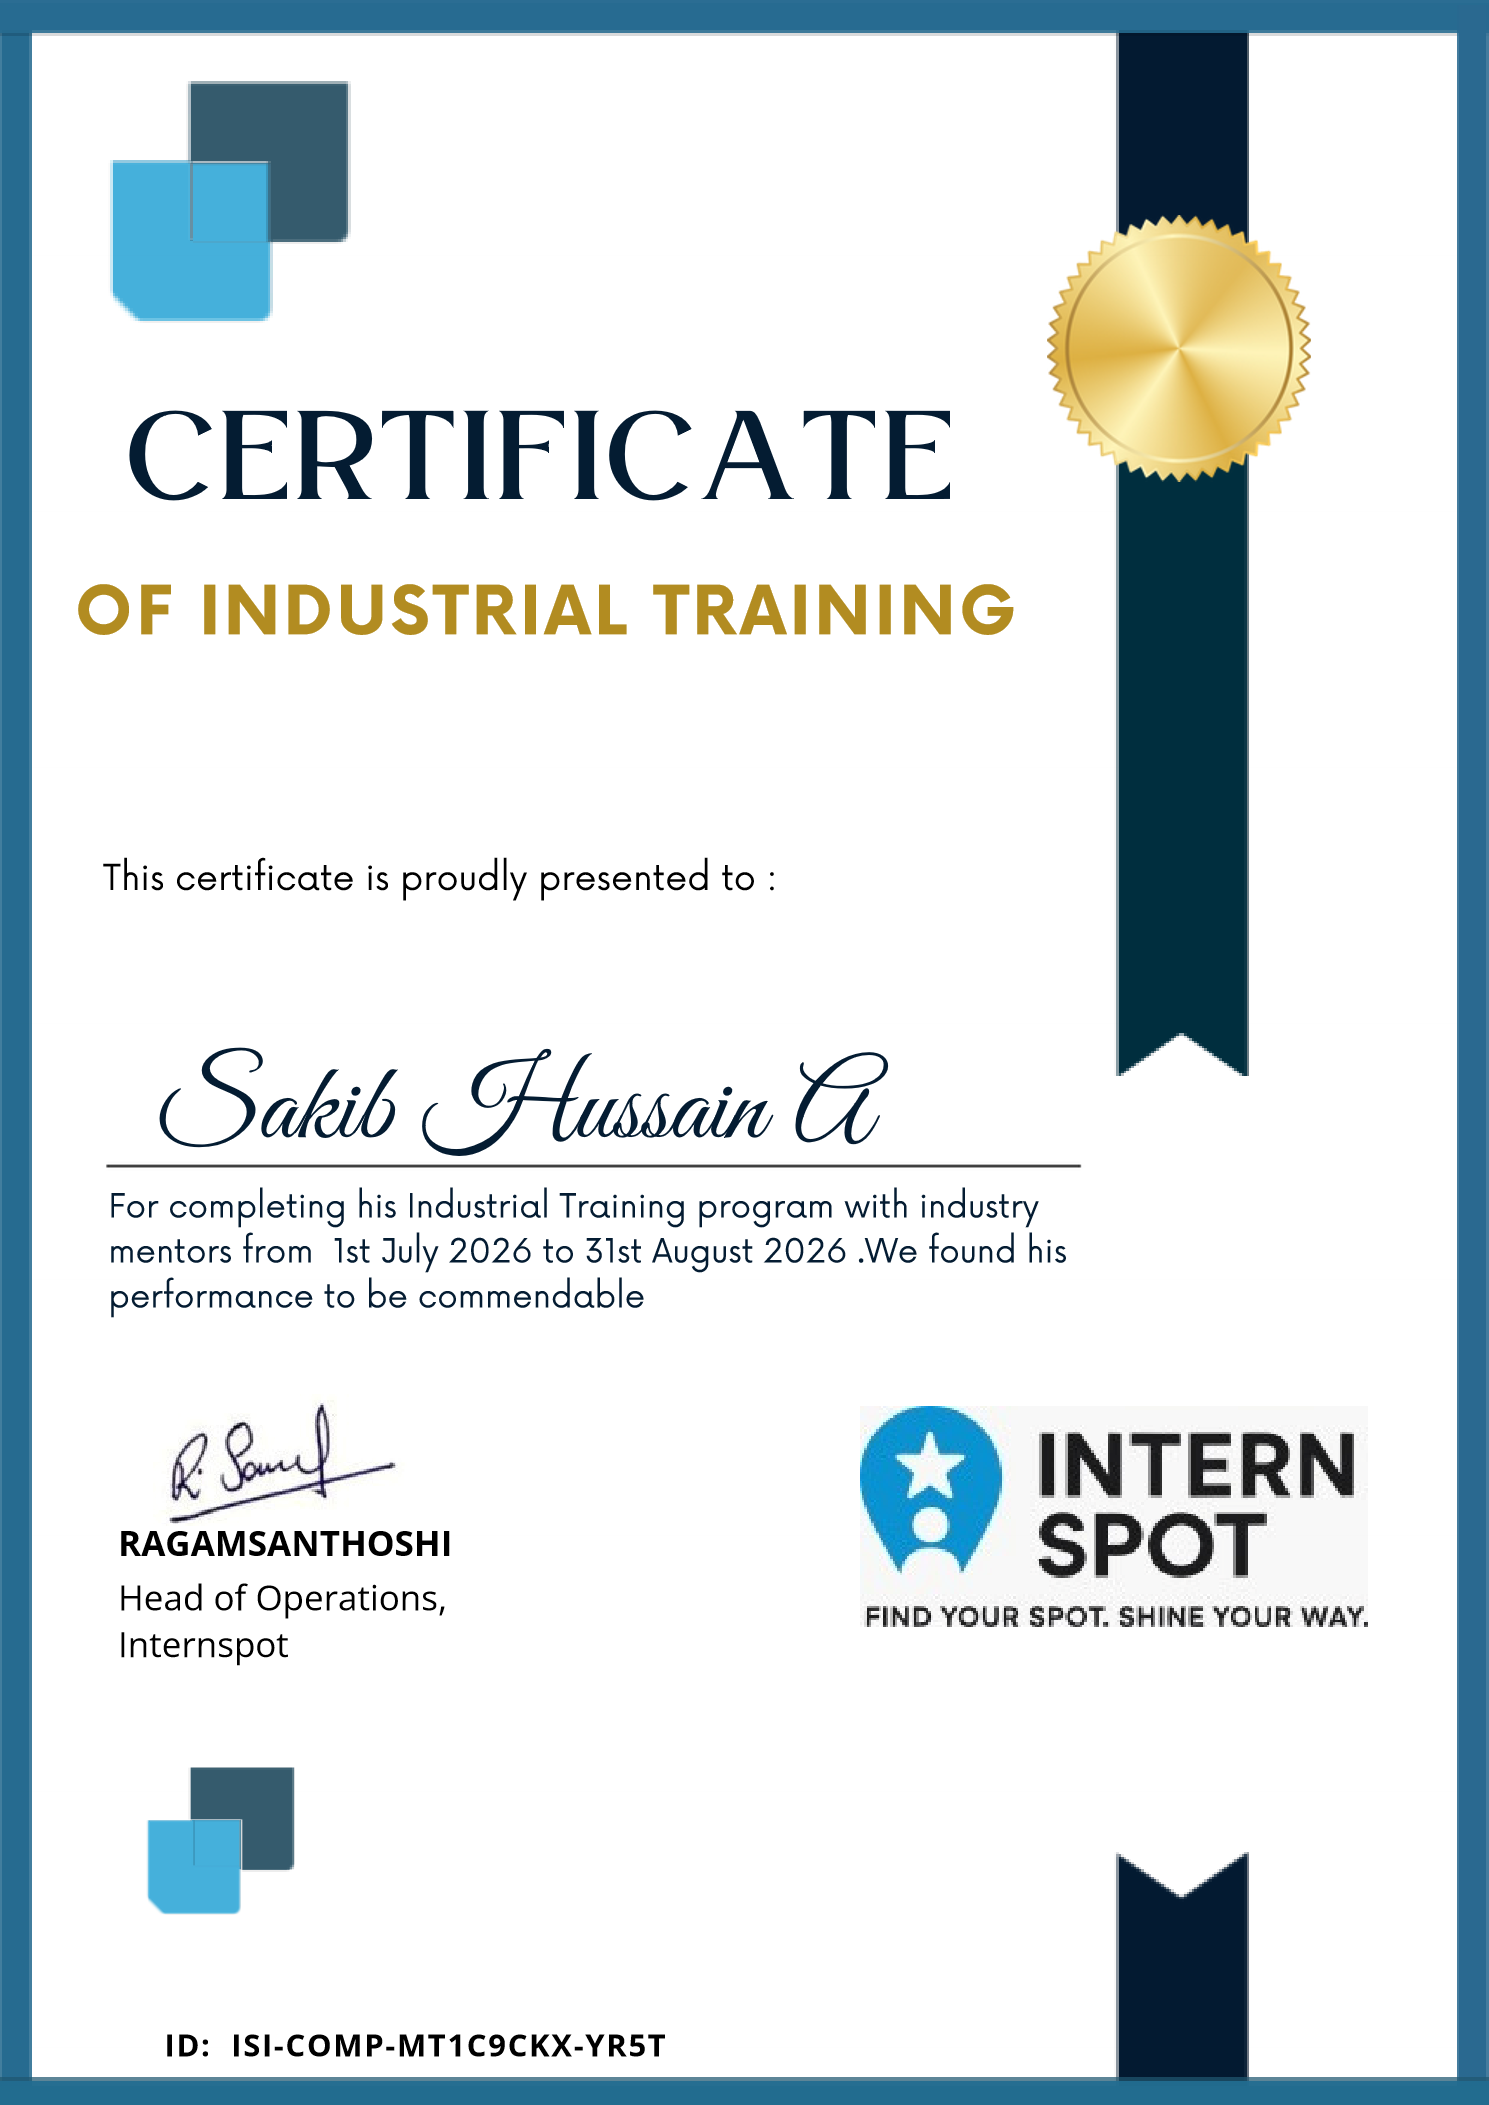 CERTIFICATE
OF INDUSTRIAL TRAINING
This certificate is proudly presented to :
Sakib Hussain A
For completing his Industrial Training program with industry
mentors from 1st July 2026 to 31st August 2026 .We found his
performance to be commendable
RAGAMSANTHOSHI
Head of Operations,
Internspot
INTERN
SPOT
FIND YOUR SPOT. SHINE YOUR WAY.
ID: ISI-COMP-MT1C9CKX-YR5T